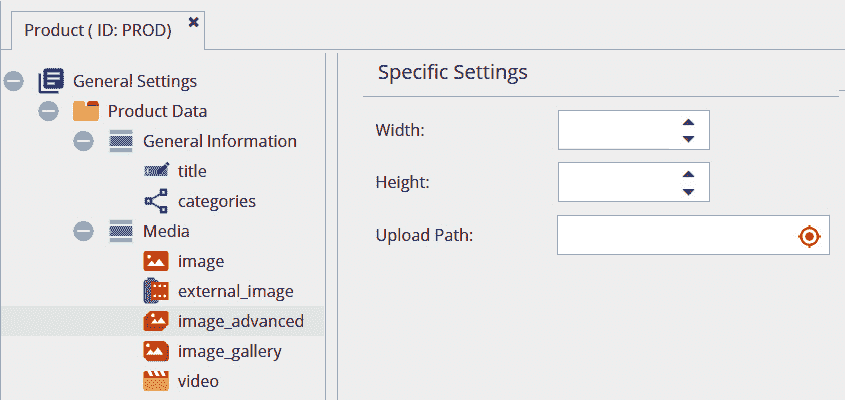 Product ( ID: PROD)
General Settings
Product Data
General Information
title
categories
Media
image
external_image
image_advanced
image_gallery
video
Specific Settings
Width:
Height:
Upload Path: